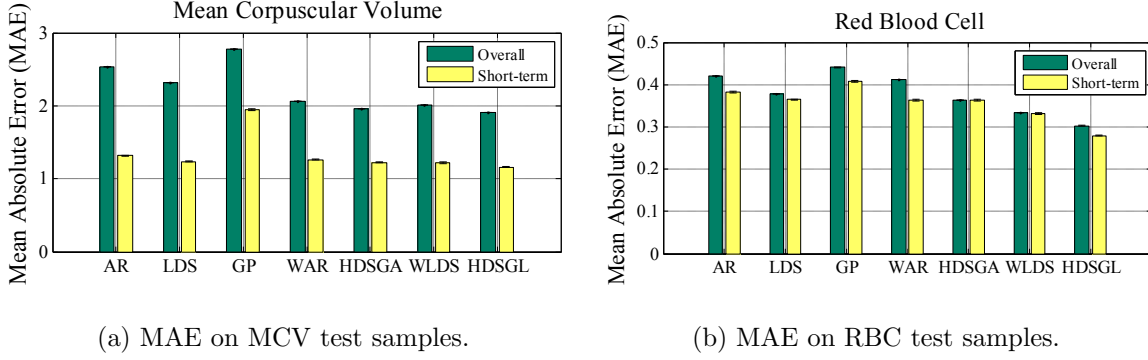 Mean Corpuscular Volume
Mean Absolute Error (MAE)
3
2
1
0
Overall
Short-term
AR LDS GP WAR HDSGA WLDS HDSGL
(a) MAE on MCV test samples.
Red Blood Cell
Mean Absolute Error (MAE)
0.5
0.4
0.3
0.2
0.1
0
Overall
Short-term
AR LDS GP WAR HDSGA WLDS HDSGL
(b) MAE on RBC test samples.